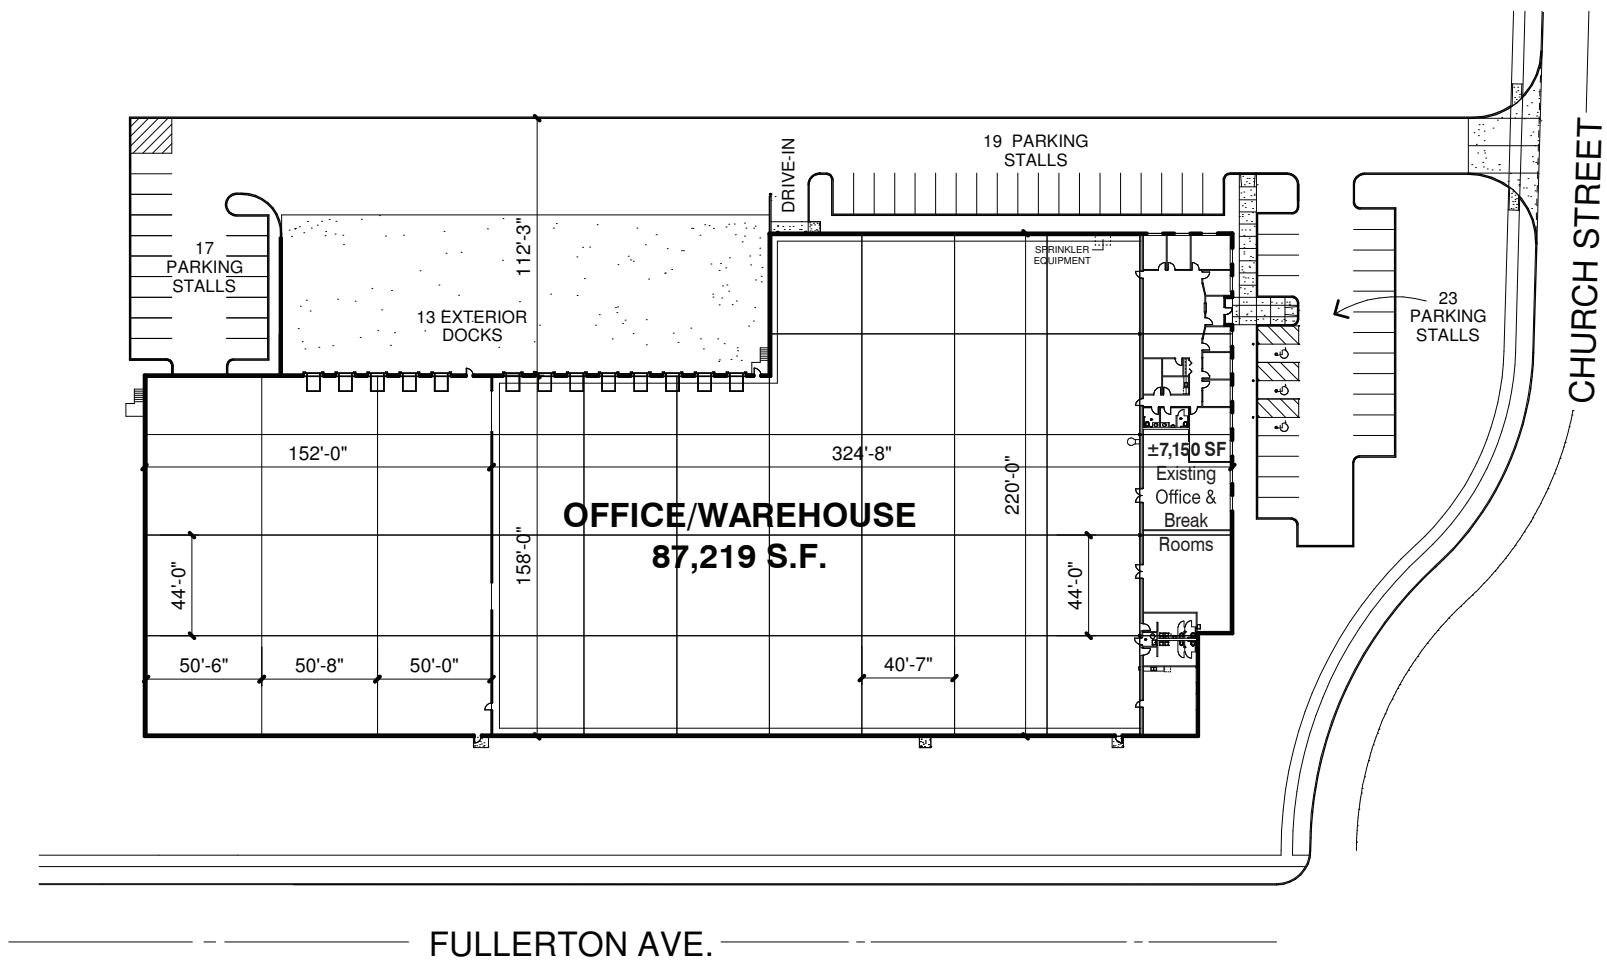 19 PARKING
STALLS
DRIVE-IN
CHURCH STREET
112'-3"
17
PARKING
STALLS
SPRINKLER
EQUIPMENT
13 EXTERIOR
DOCKS
23
PARKING
STALLS
152'-0"
324'-8"
220'-0"
±7,150 SF
Existing
Office &
Break
Rooms
OFFICE/WAREHOUSE
87,219 S.F.
158'-0"
44'-0"
44'-0"
50'-6"
50'-8"
50'-0"
40'-7"
FULLERTON AVE.